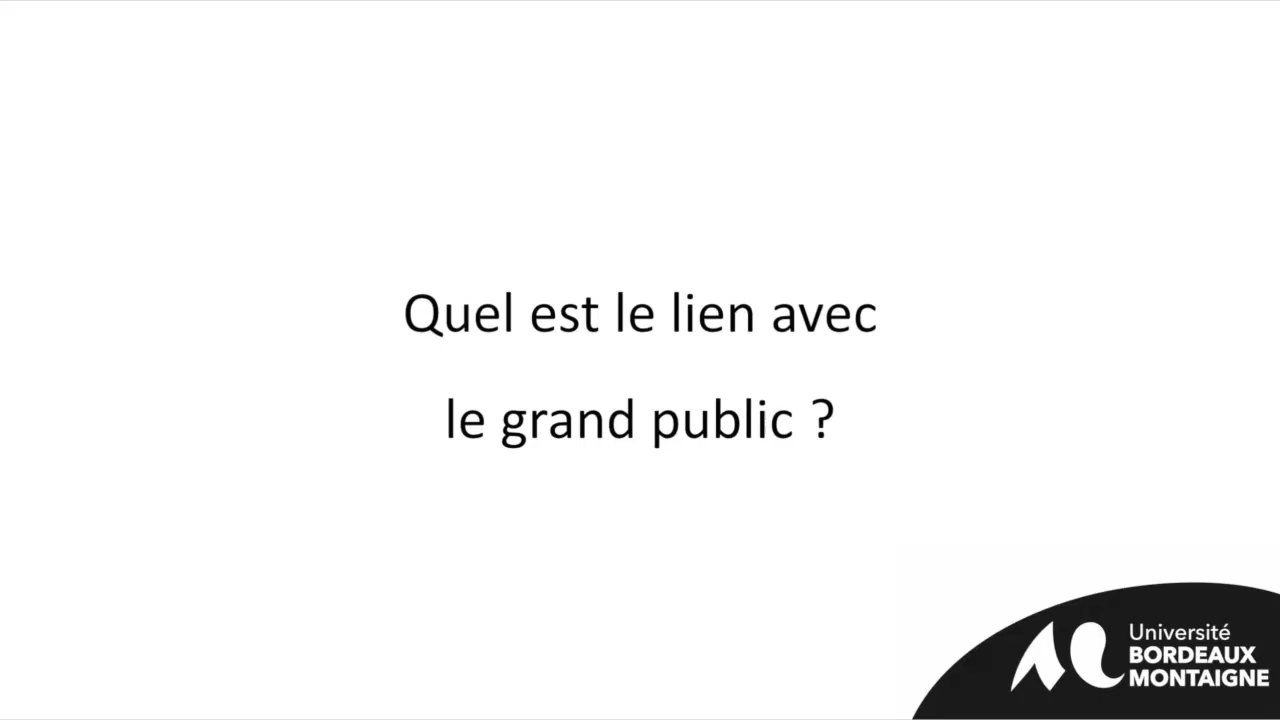 Quel est le lien avec
le grand public ?
Université
BORDEAUX
MONTAIGNE